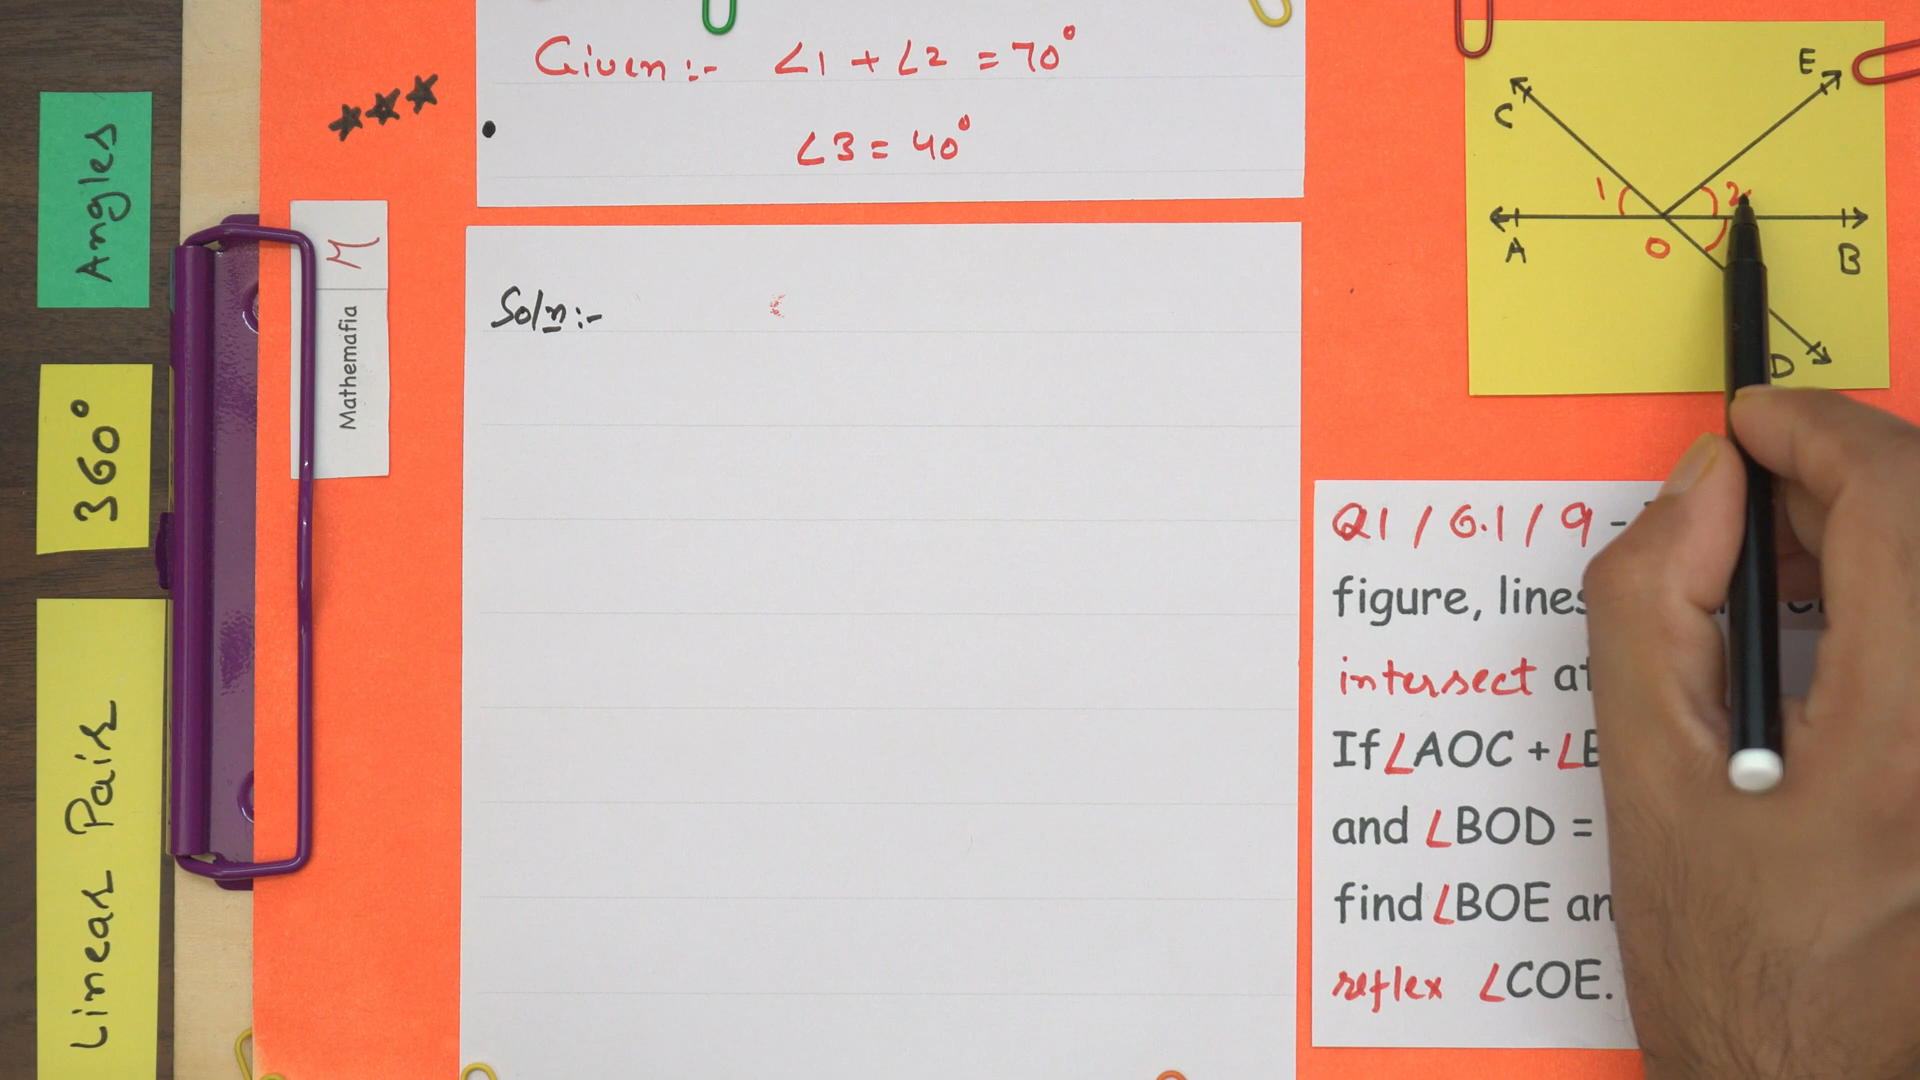 Angles
360°
Linear Pair
M
Mathemafia
Given :- ∠1 + ∠2 = 70°
∠3 = 40°
Soln :-
C
E
1
2
A
O
B
D
Q1 / 6.1 / 9 -
figure, lines
intersect at
If ∠AOC + ∠
and ∠BOD =
find ∠BOE an
reflex ∠COE.